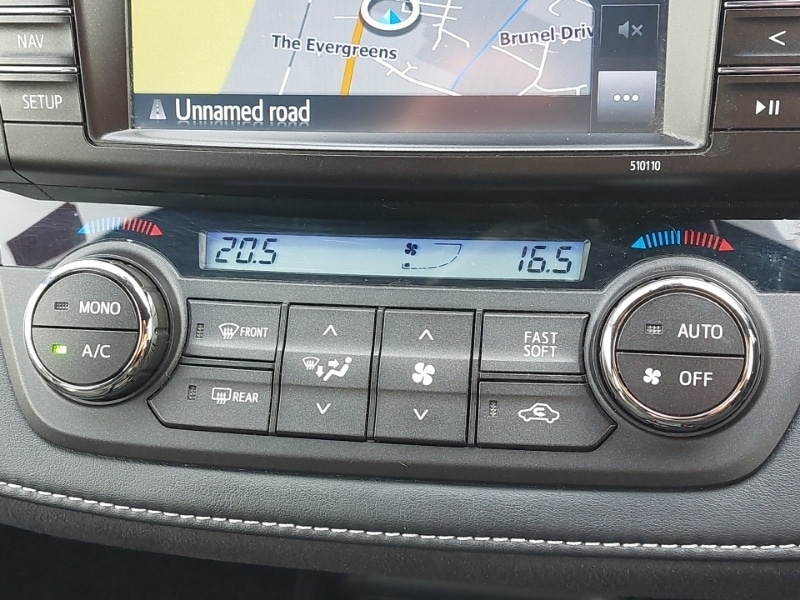 NAV
SETUP
The Evergreens
Brunel Driv
Unnamed road
510110
20.5
16.5
MONO
A/C
FRONT
REAR
FAST
SOFT
AUTO
OFF